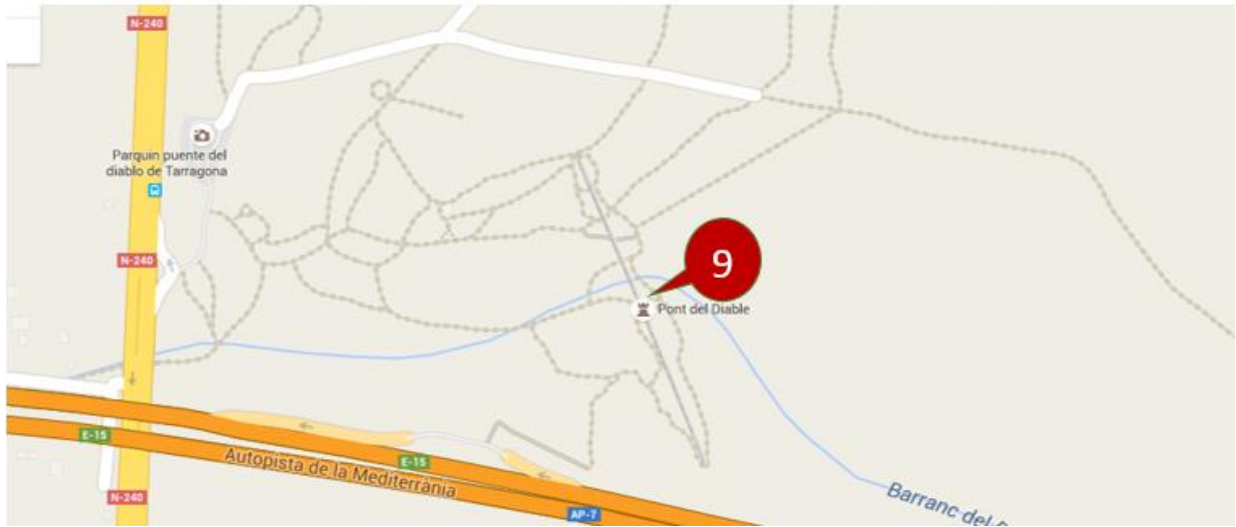 N-240
Parquin puente del
diablo de Tarragona
N-240
9
Pont del Diable
E-15
E-15
Autopista de la Mediterrània
N-240
AP-7
Barranc del